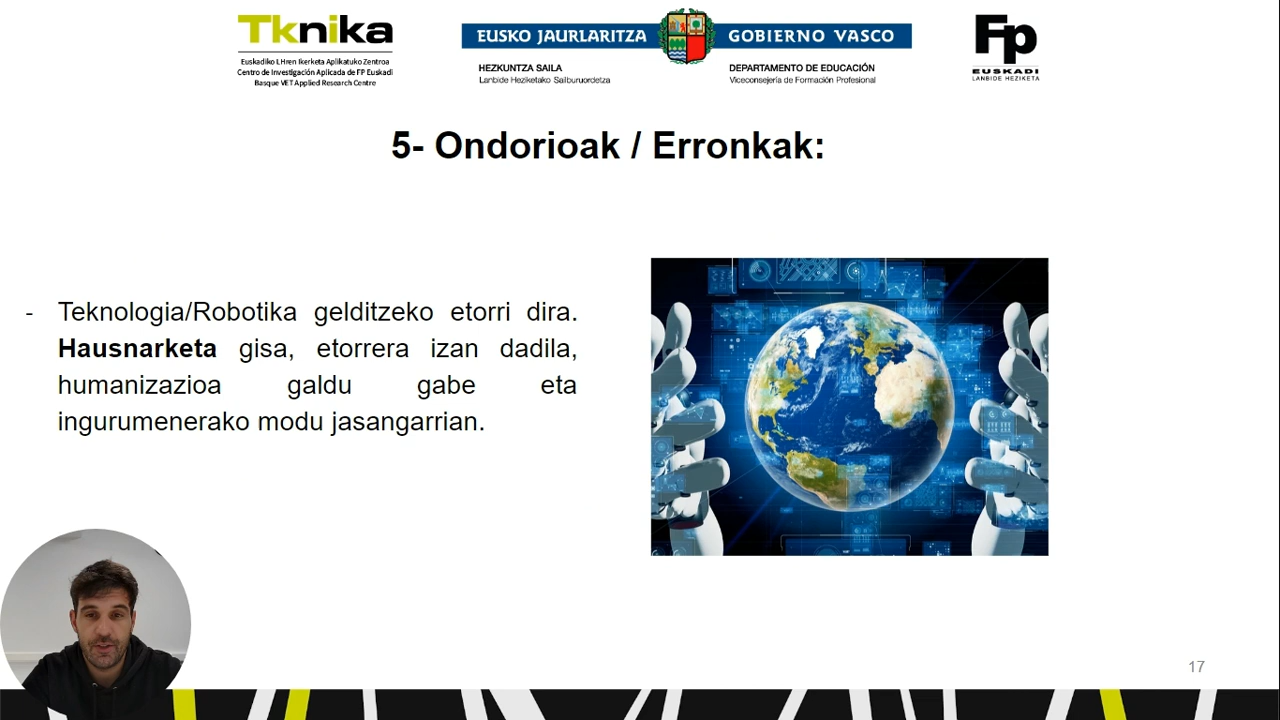 Tknika
Euskadiko LHren Ikerketa Aplikatuko Zentroa
Centro de Investigación Aplicada de FP Euskadi
Basque VET Applied Research Centre
EUSKO JAURLARITZA
GOBIERNO VASCO
HEZKUNTZA SAILA
Lanbide Heziketako Sailburuordetza
DEPARTAMENTO DE EDUCACIÓN
Viceconsejería de Formación Profesional
Fp
EUSKADI
LANBIDE HEZIKETA
5- Ondorioak / Erronkak:
- Teknologia/Robotika gelditzeko etorri dira.
Hausnarketa gisa, etorrera izan dadila,
humanizazioa galdu gabe eta
ingurumenerako modu jasangarrian.
17